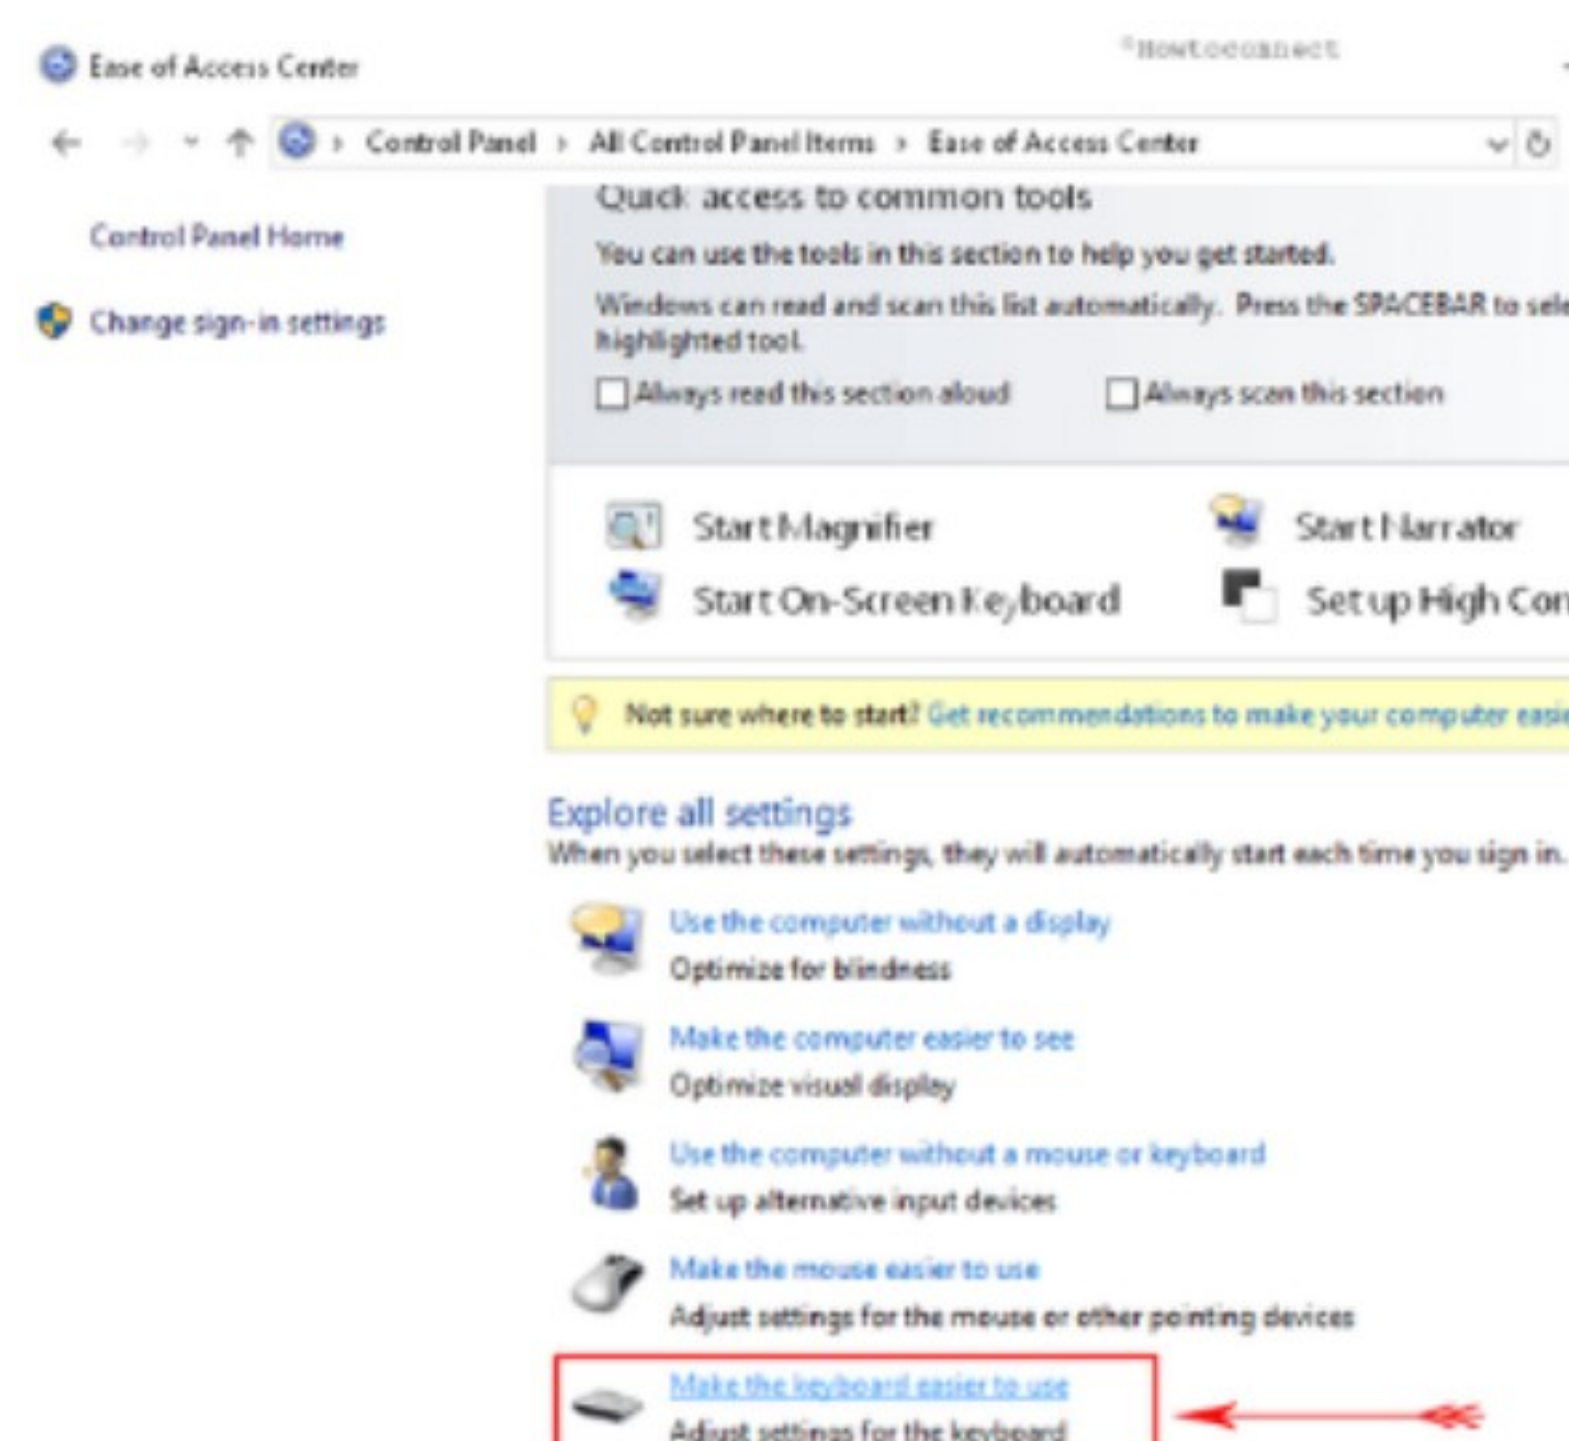 ©Howtoconnect
Ease of Access Center
Control Panel > All Control Panel Items > Ease of Access Center
Control Panel Home
Change sign-in settings
Quick access to common tools
You can use the tools in this section to help you get started.
Windows can read and scan this list automatically. Press the SPACEBAR to sele
highlighted tool.
Always read this section aloud
Always scan this section
Start Magnifier
Start Narrator
Start On-Screen Keyboard
Set up High Con
Not sure where to start? Get recommendations to make your computer easie
Explore all settings
When you select these settings, they will automatically start each time you sign in.
Use the computer without a display
Optimize for blindness
Make the computer easier to see
Optimize visual display
Use the computer without a mouse or keyboard
Set up alternative input devices
Make the mouse easier to use
Adjust settings for the mouse or other pointing devices
Make the keyboard easier to use
Adjust settings for the keyboard